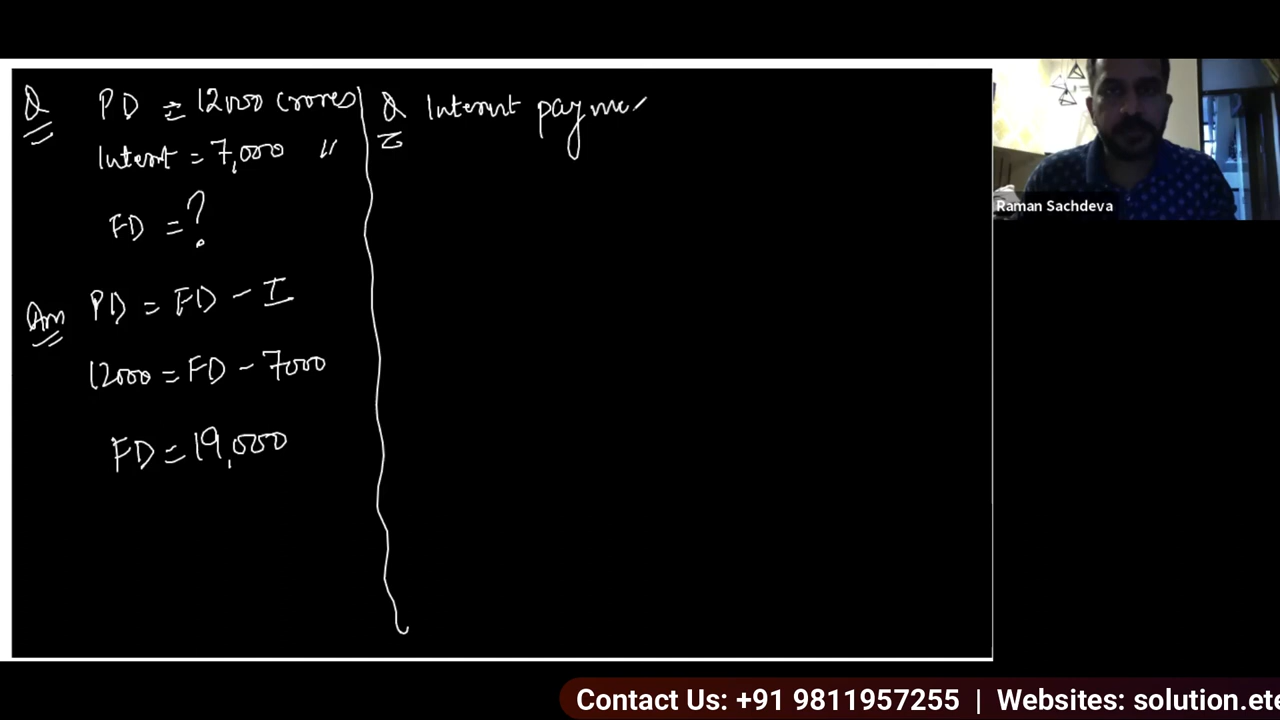 Q PD = 12000 crores
Interest = 7,000 "
FD = ?
Ans PD = FD - I
12000 = FD - 7000
FD = 19,000
Q Interest payme
Raman Sachdeva
Contact Us: +91 9811957255 | Websites: solution.etc